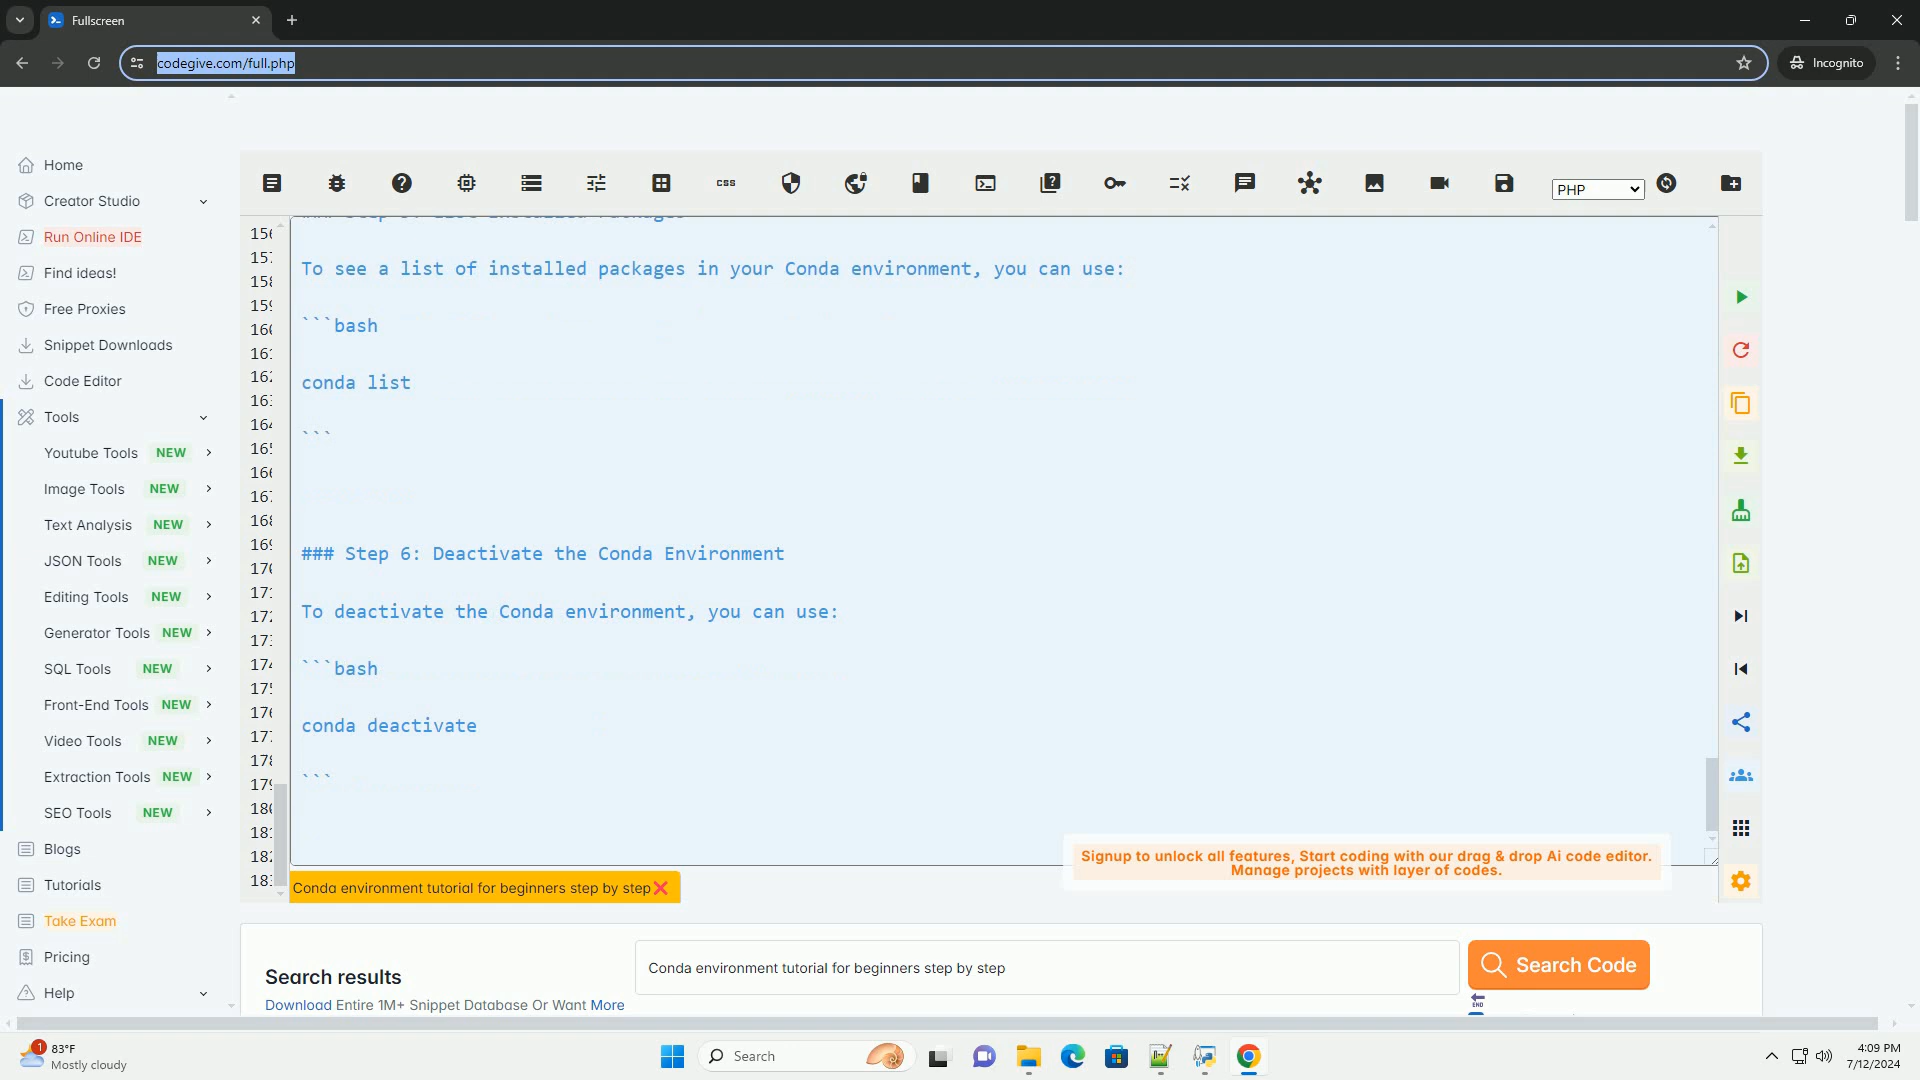 Fullscreen
codegive.com/full.php
Incognito
Home
Creator Studio
Run Online IDE
Find ideas!
Free Proxies
Snippet Downloads
Code Editor
Tools
Youtube Tools NEW
Image Tools NEW
Text Analysis NEW
JSON Tools NEW
Editing Tools NEW
Generator Tools NEW
SQL Tools NEW
Front-End Tools NEW
Video Tools NEW
Extraction Tools NEW
SEO Tools NEW
Blogs
Tutorials
Take Exam
Pricing
Help
css
PHP
To see a list of installed packages in your Conda environment, you can use:
```bash
conda list
```
### Step 6: Deactivate the Conda Environment
To deactivate the Conda environment, you can use:
```bash
conda deactivate
```
Signup to unlock all features, Start coding with our drag & drop Ai code editor.
Manage projects with layer of codes.
Conda environment tutorial for beginners step by step
Search results
Download Entire 1M+ Snippet Database Or Want More
Conda environment tutorial for beginners step by step
Search Code
END
1
83°F
Mostly cloudy
Search
4:09 PM
7/12/2024